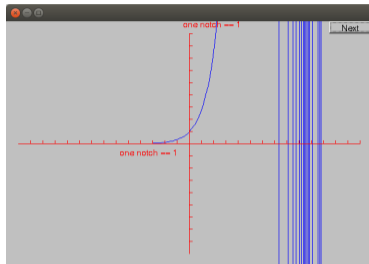 one notch == 1
Next
one notch == 1